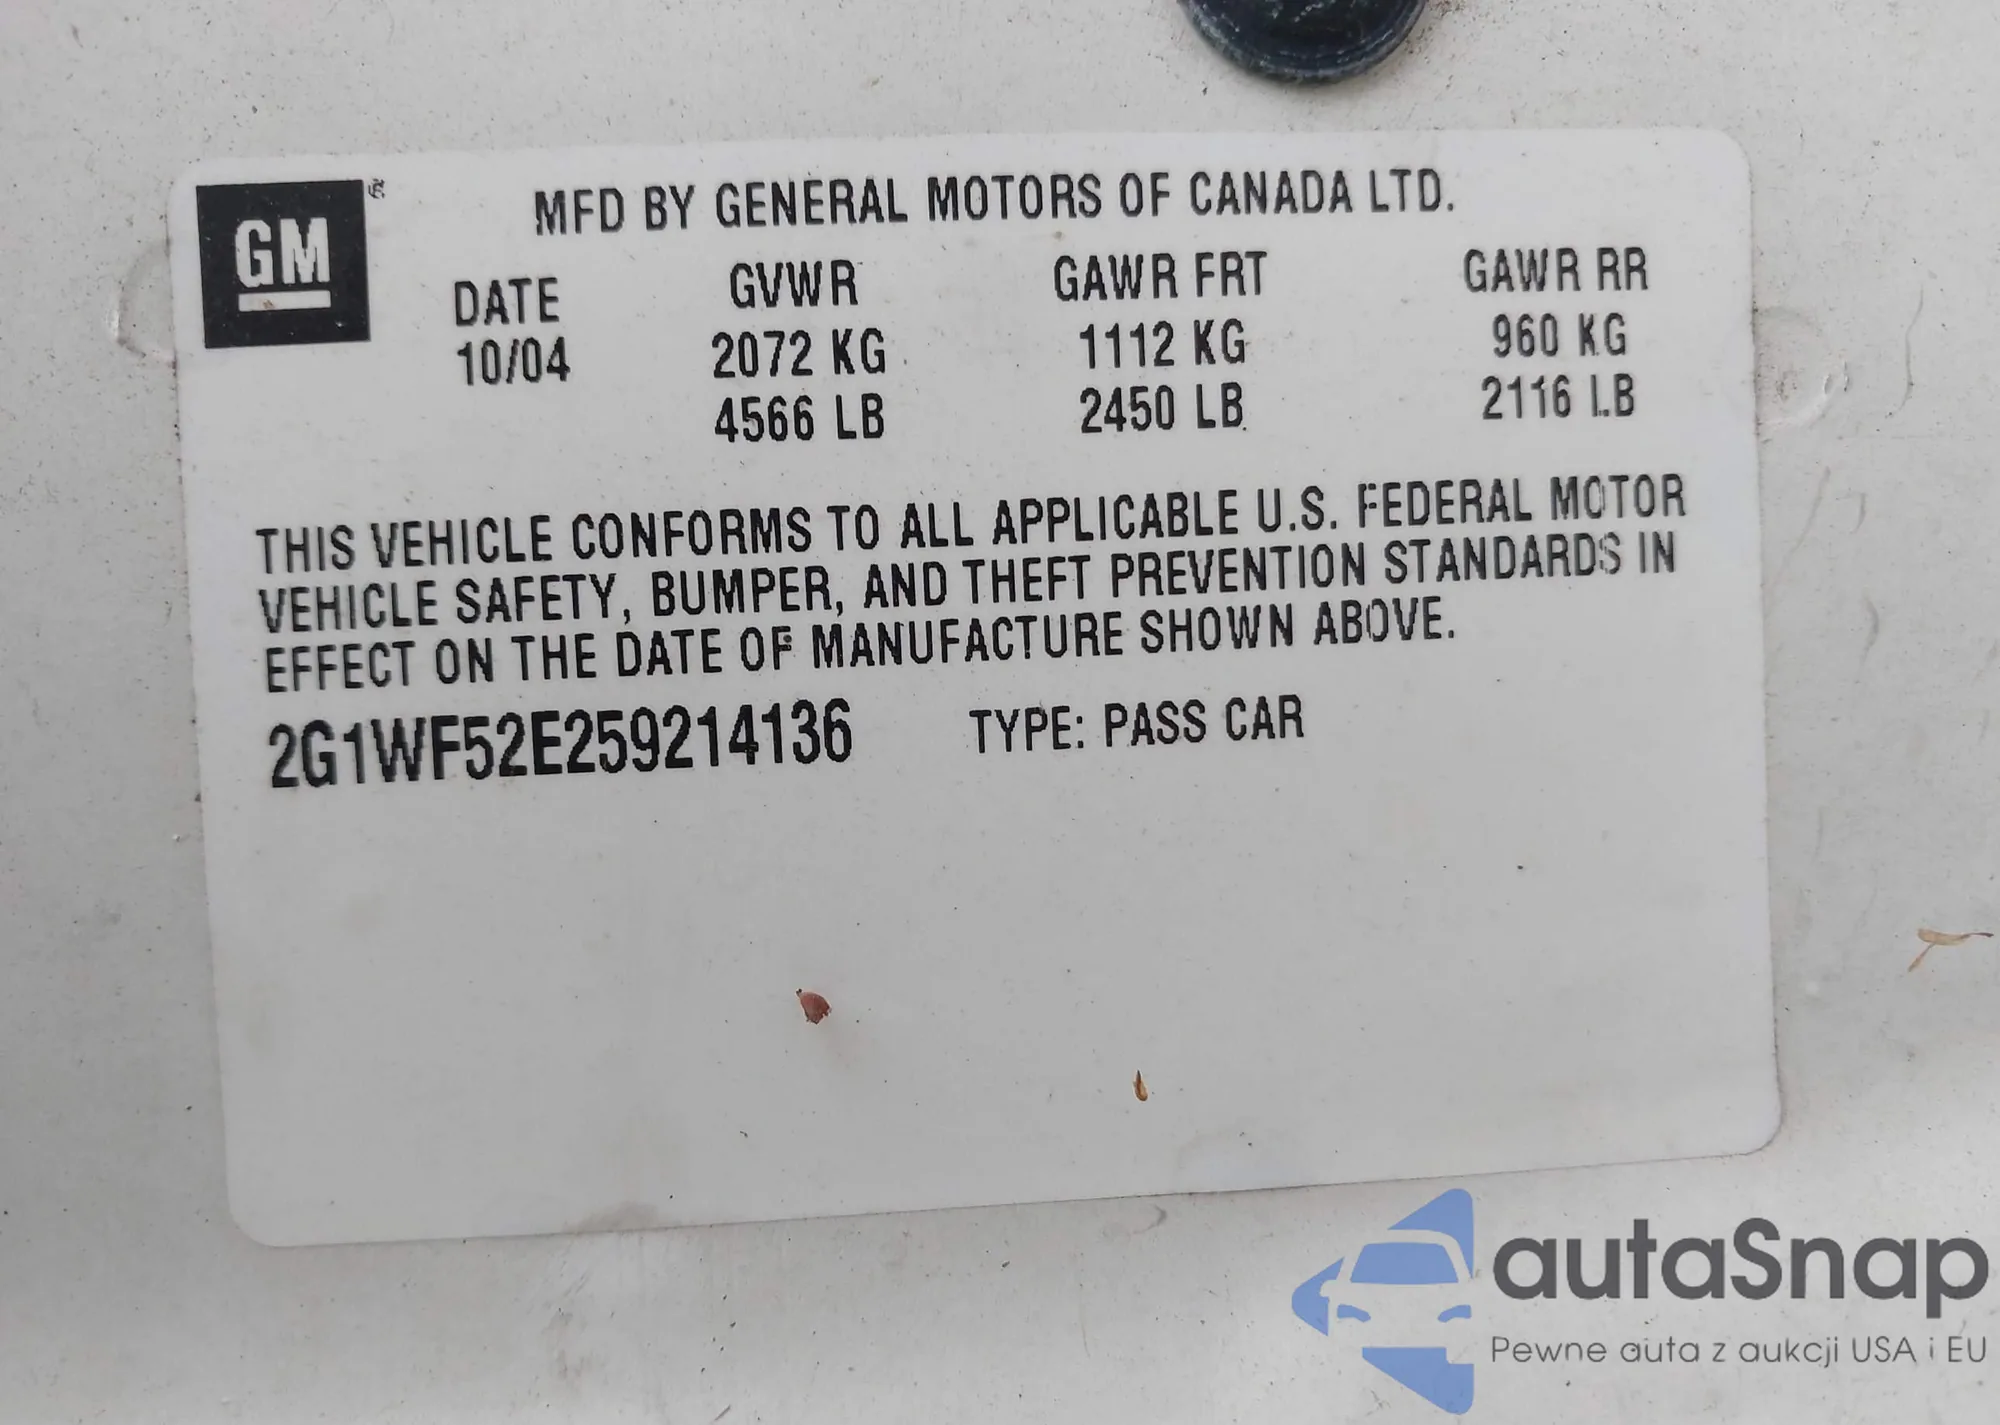 GM
MFD BY GENERAL MOTORS OF CANADA LTD.
DATE GVWR GAWR FRT GAWR RR
10/04 2072 KG 1112 KG 960 KG
4566 LB 2450 LB 2116 LB
THIS VEHICLE CONFORMS TO ALL APPLICABLE U.S. FEDERAL MOTOR
VEHICLE SAFETY, BUMPER, AND THEFT PREVENTION STANDARDS IN
EFFECT ON THE DATE OF MANUFACTURE SHOWN ABOVE.
2G1WF52E259214136 TYPE: PASS CAR
autaSnap
Pewne auta z aukcji USA i EU